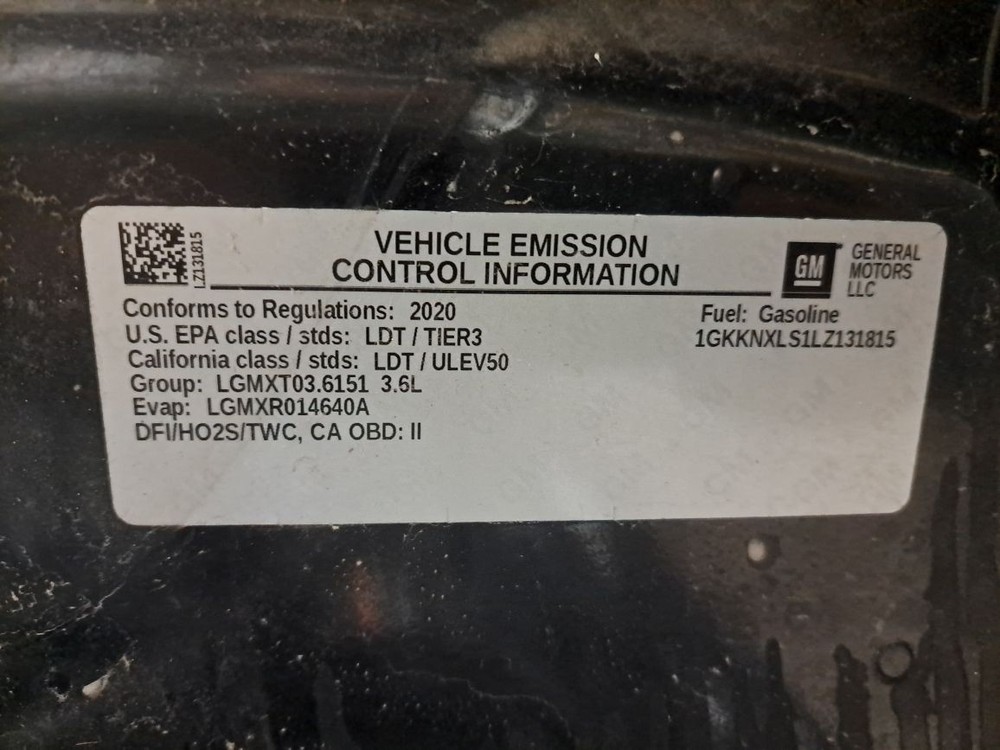 LZ131815
VEHICLE EMISSION
CONTROL INFORMATION
GM
GENERAL
MOTORS
LLC
Conforms to Regulations: 2020
Fuel: Gasoline
U.S. EPA class / stds: LDT / TIER3
1GKKNXLS1LZ131815
California class / stds: LDT / ULEV50
Group: LGMXT03.6151 3.6L
Evap: LGMXR014640A
DFI/HO2S/TWC, CA OBD: II